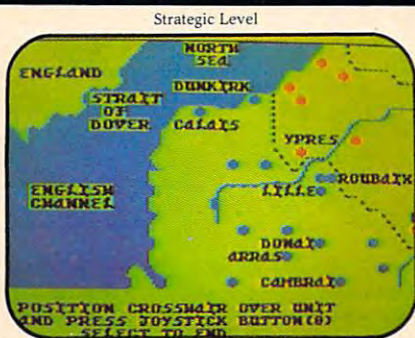 Strategic Level
NORTH
SEA
ENGLAND
DUNKIRK
STRAIT
OF
DOVER
CALAIS
YPRES
ROUBAIX
LILLE
ENGLISH
CHANNEL
DOUAI
ARRAS
CAMBRAI
POSITION CROSSHAIR OVER UNIT
AND PRESS JOYSTICK BUTTON(0)
SELECT TO END